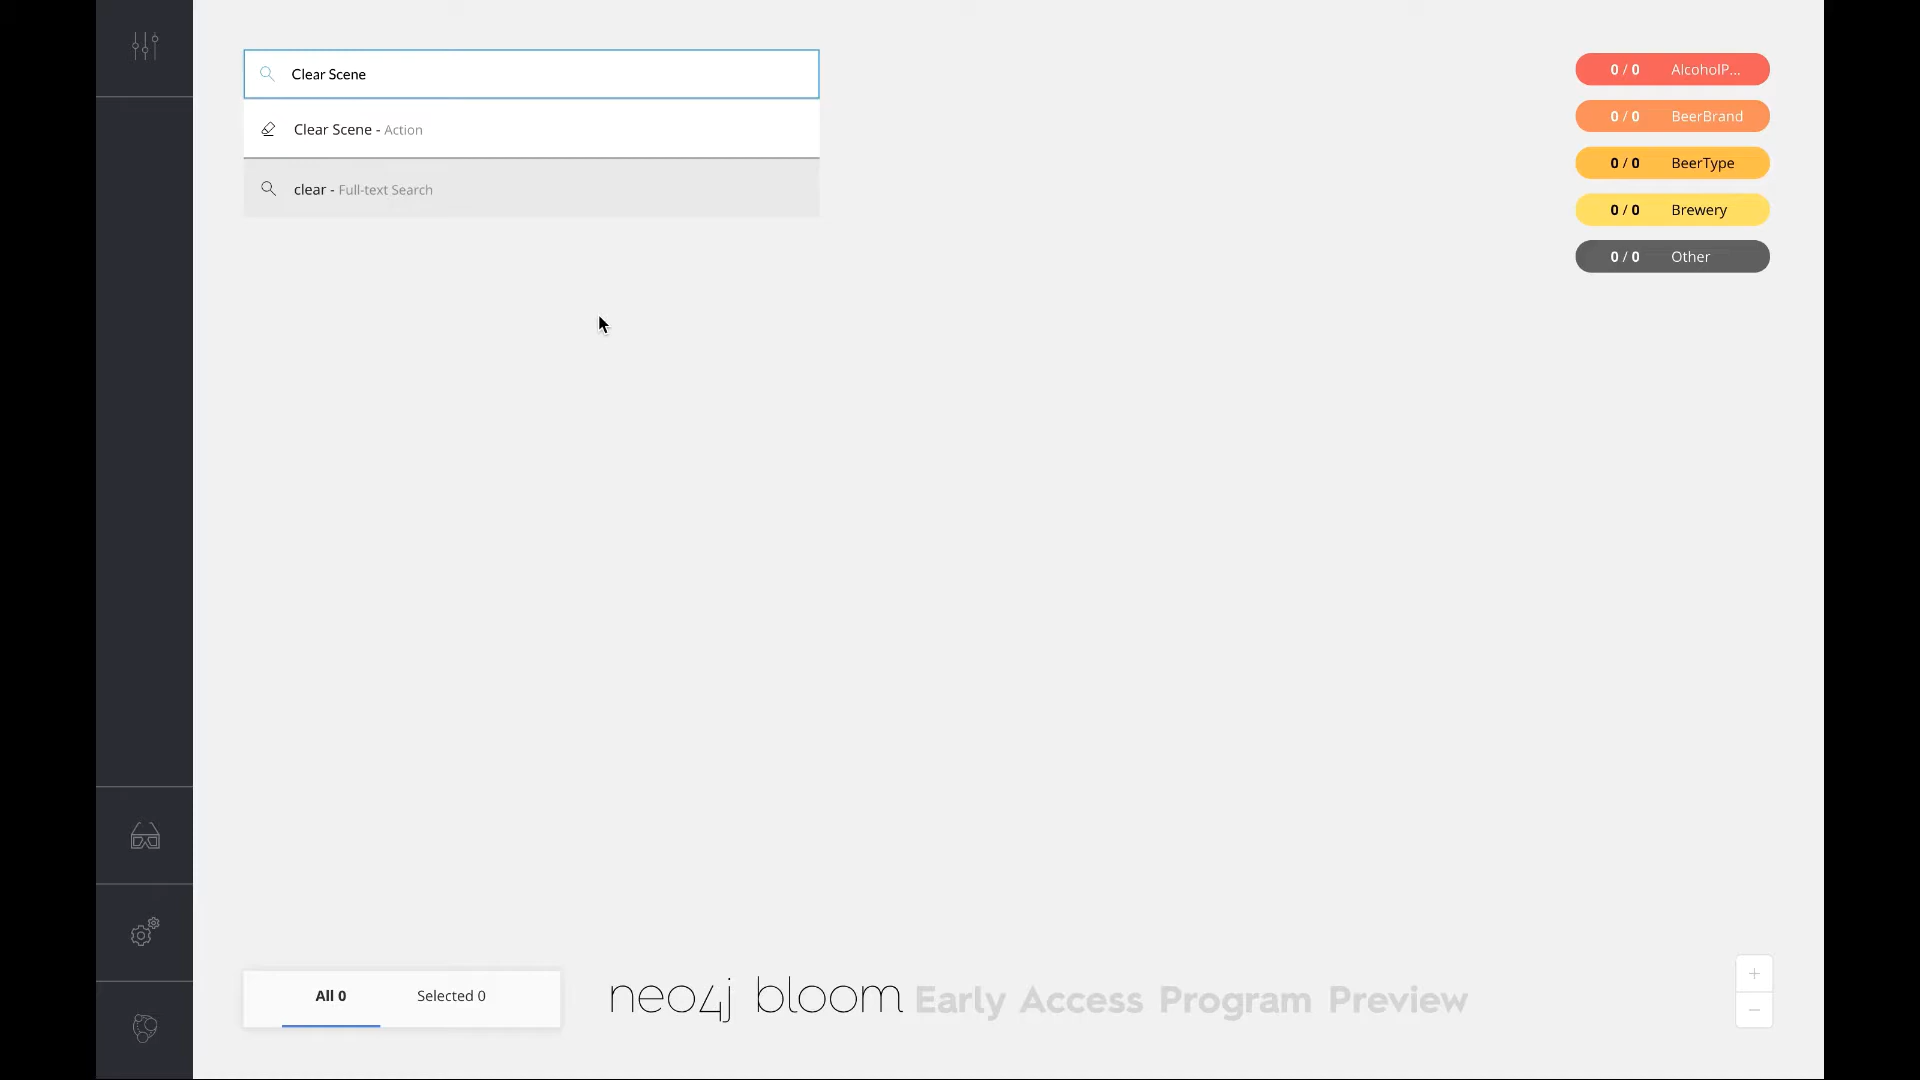 Clear Scene
Clear Scene - Action
clear - Full-text Search
0 / 0 AlcoholP...
0 / 0 BeerBrand
0 / 0 BeerType
0 / 0 Brewery
0 / 0 Other
All 0 Selected 0
neo4j bloom Early Access Program Preview